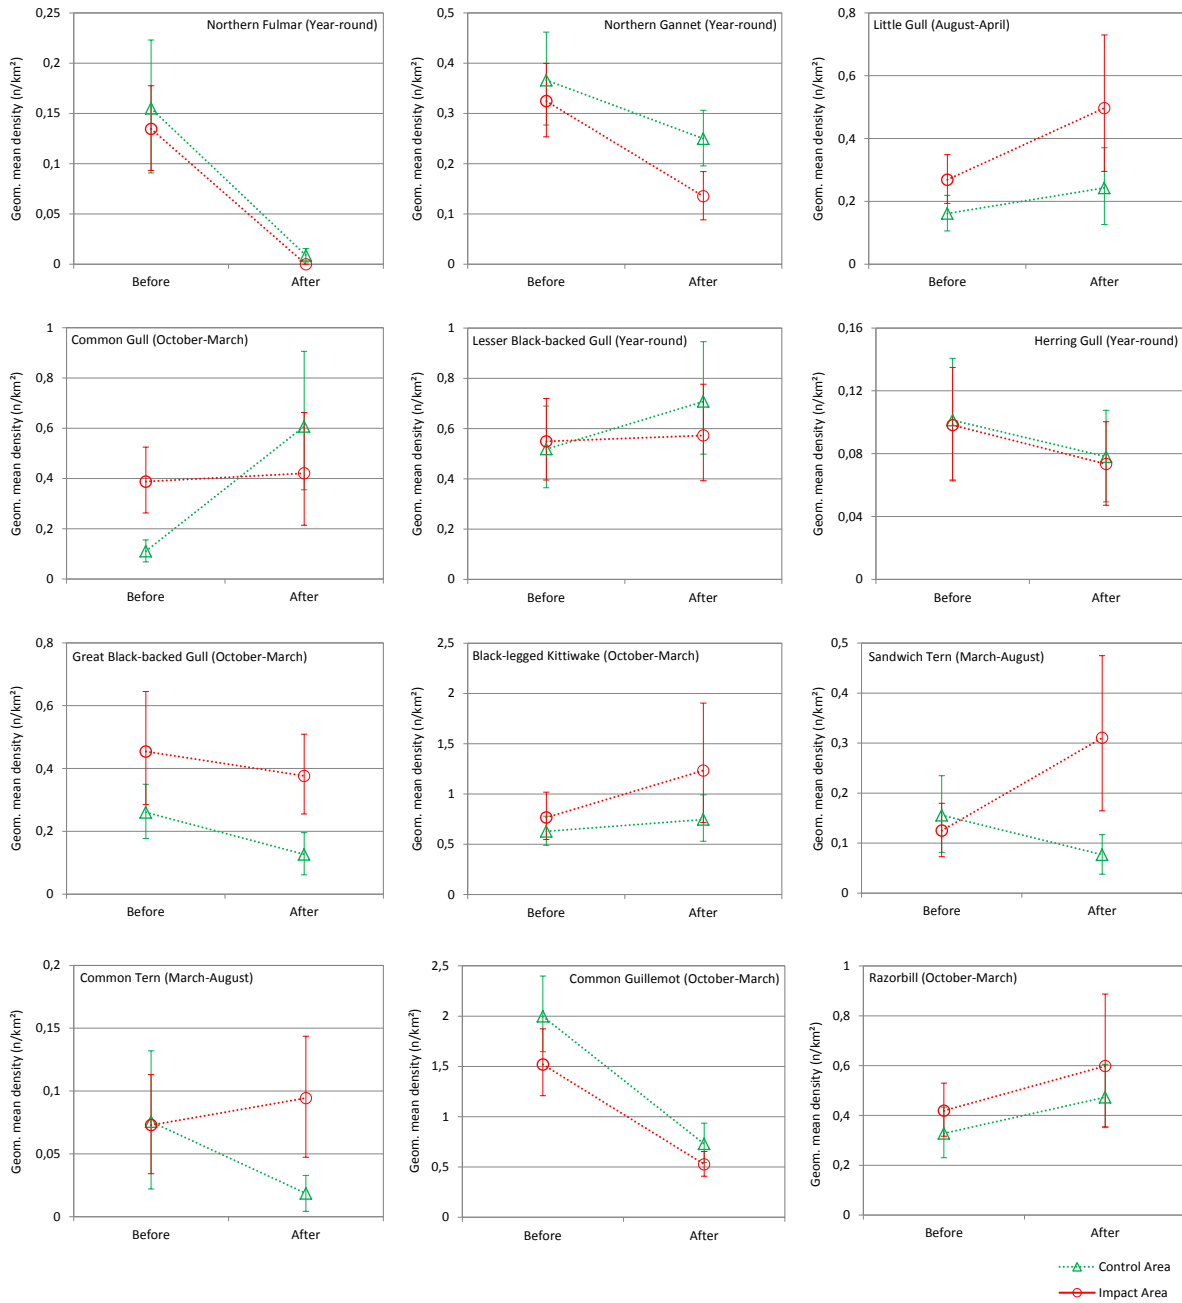 Northern Fulmar (Year-round)
Geom. mean density (n/km²)
0,25
0,2
0,15
0,1
0,05
0
Before After
Northern Gannet (Year-round)
Geom. mean density (n/km²)
0,5
0,4
0,3
0,2
0,1
0
Before After
Little Gull (August-April)
Geom. mean density (n/km²)
0,8
0,6
0,4
0,2
0
Before After
Common Gull (October-March)
Geom. mean density (n/km²)
1
0,8
0,6
0,4
0,2
0
Before After
Lesser Black-backed Gull (Year-round)
Geom. mean density (n/km²)
1
0,8
0,6
0,4
0,2
0
Before After
Herring Gull (Year-round)
Geom. mean density (n/km²)
0,16
0,12
0,08
0,04
0
Before After
Great Black-backed Gull (October-March)
Geom. mean density (n/km²)
0,8
0,6
0,4
0,2
0
Before After
Black-legged Kittiwake (October-March)
Geom. mean density (n/km²)
2,5
2
1,5
1
0,5
0
Before After
Sandwich Tern (March-August)
Geom. mean density (n/km²)
0,5
0,4
0,3
0,2
0,1
0
Before After
Common Tern (March-August)
Geom. mean density (n/km²)
0,2
0,15
0,1
0,05
0
Before After
Common Guillemot (October-March)
Geom. mean density (n/km²)
2,5
2
1,5
1
0,5
0
Before After
Razorbill (October-March)
Geom. mean density (n/km²)
1
0,8
0,6
0,4
0,2
0
Before After
Control Area
Impact Area